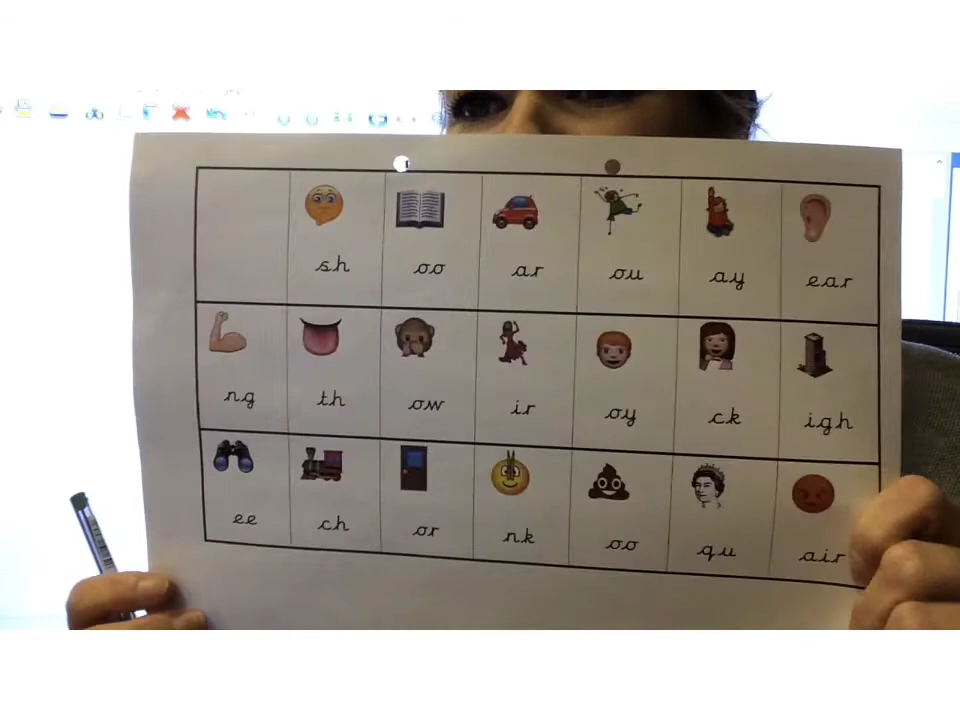 sh oo ar ou ay ear
ng th ow ir oy ck igh
ee ch or nk oo qu air